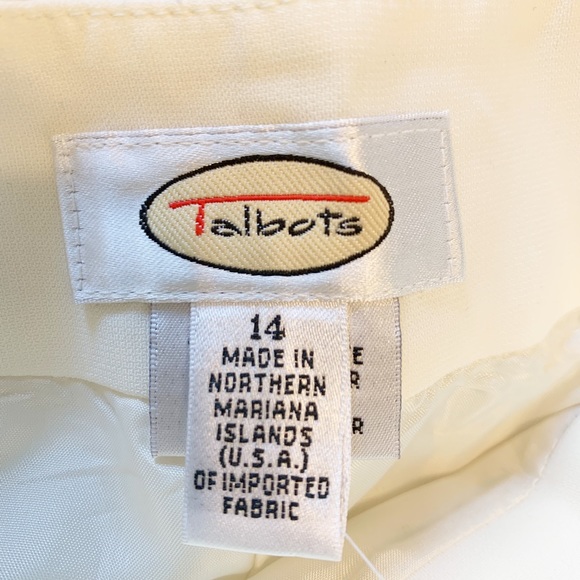 Talbots
14
MADE IN
NORTHERN
MARIANA
ISLANDS
(U.S.A.)
OF IMPORTED
FABRIC